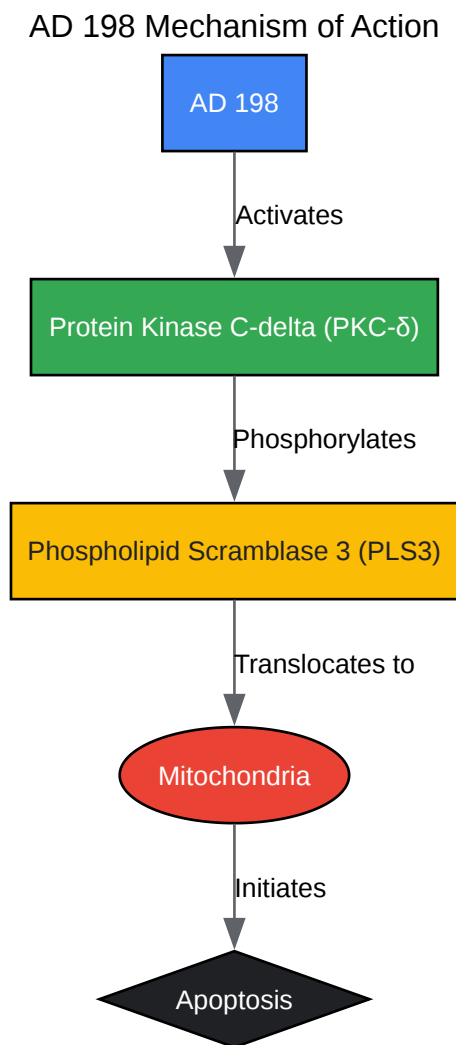 AD 198 Mechanism of Action
AD 198
Activates
Protein Kinase C-delta (PKC-δ)
Phosphorylates
Phospholipid Scramblase 3 (PLS3)
Translocates to
Mitochondria
Initiates
Apoptosis